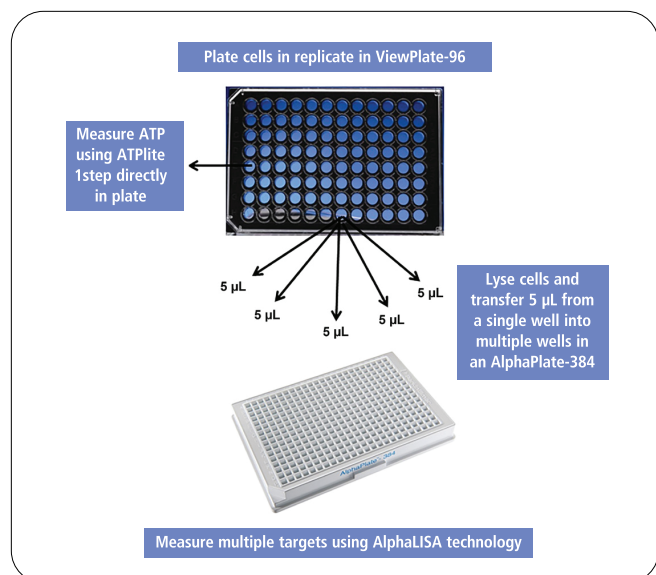 Plate cells in replicate in ViewPlate-96
Measure ATP
using ATPlite
1step directly
in plate
5 µL
5 µL
5 µL
5 µL
5 µL
Lyse cells and
transfer 5 µL from
a single well into
multiple wells in
an AlphaPlate-384
AlphaPlate - 384
Measure multiple targets using AlphaLISA technology